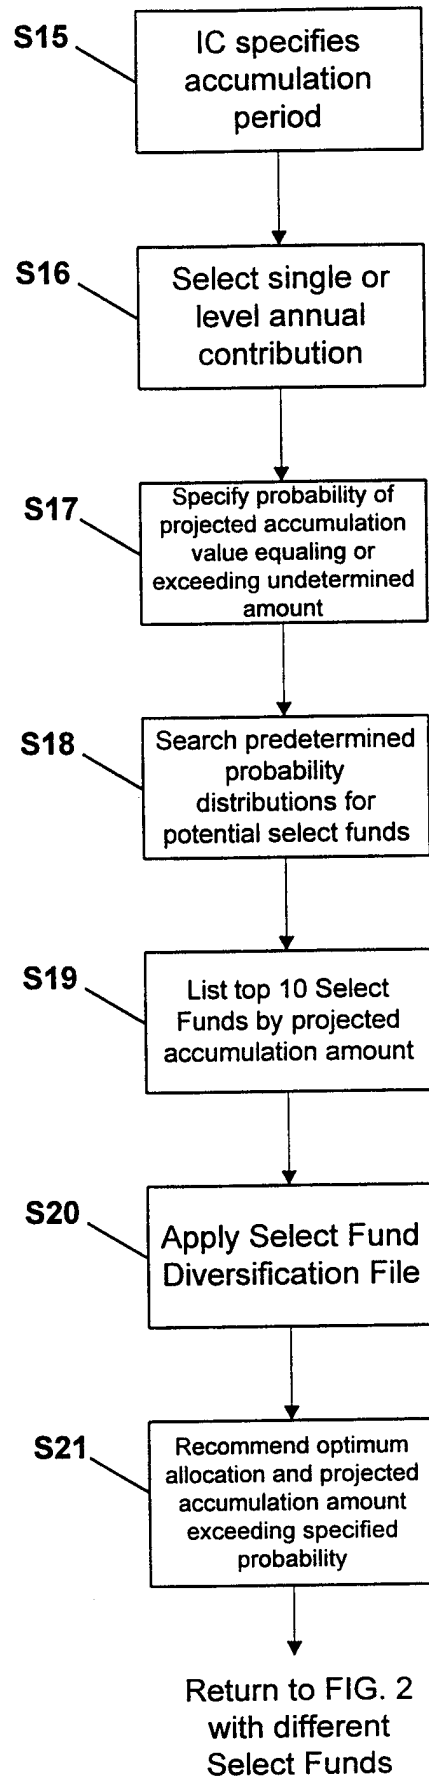 S15
IC specifies
accumulation
period
S16
Select single or
level annual
contribution
S17
Specify probability of
projected accumulation
value equaling or
exceeding undetermined
amount
S18
Search predetermined
probability
distributions for
potential select funds
S19
List top 10 Select
Funds by projected
accumulation amount
S20
Apply Select Fund
Diversification File
S21
Recommend optimum
allocation and projected
accumulation amount
exceeding specified
probability
Return to FIG. 2
with different
Select Funds